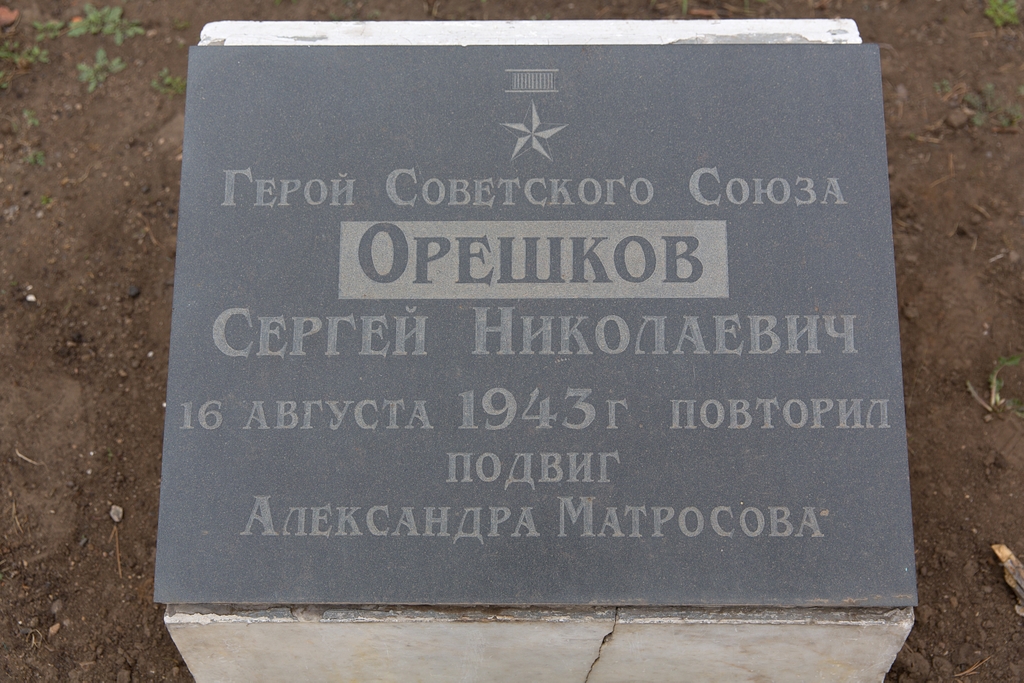 Герой Советского Союза
Орешков
Сергей Николаевич
16 августа 1943 г повторил
подвиг
Александра Матросова